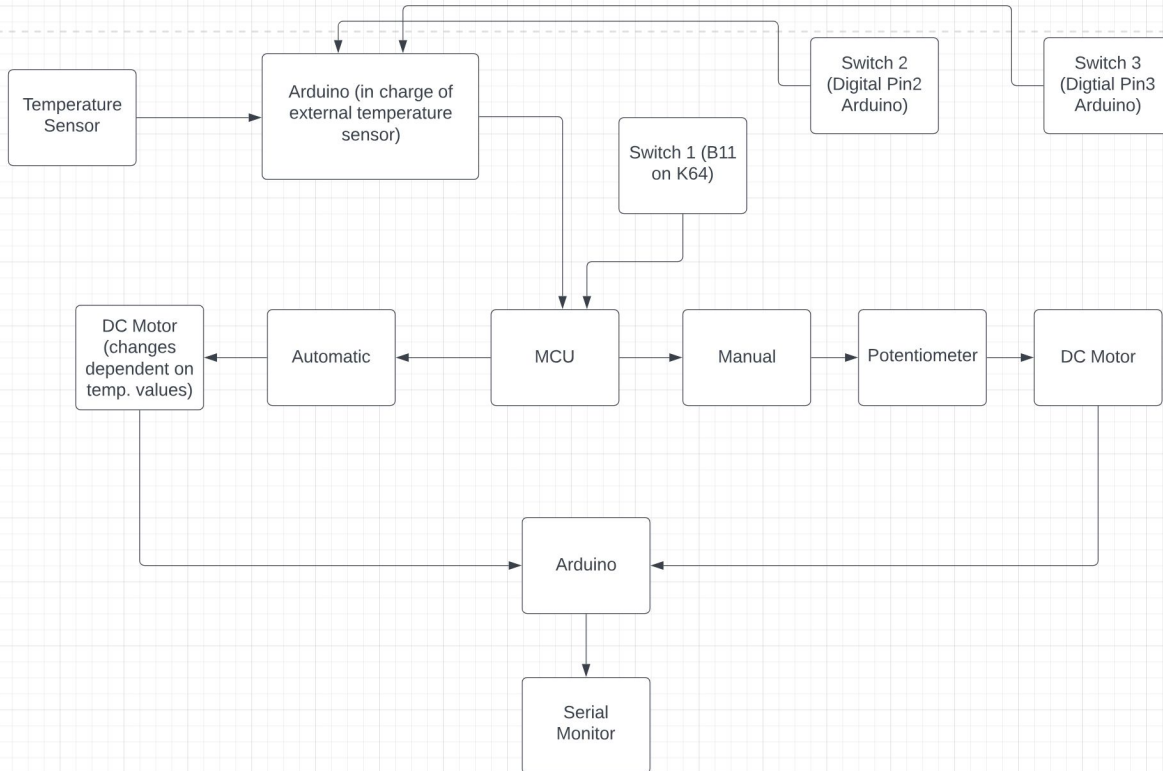 Temperature
Sensor
Arduino (in charge of
external temperature
sensor)
Switch 2
(Digital Pin2
Arduino)
Switch 3
(Digtial Pin3
Arduino)
Switch 1 (B11
on K64)
DC Motor
(changes
dependent on
temp. values)
Automatic
MCU
Manual
Potentiometer
DC Motor
Arduino
Serial
Monitor